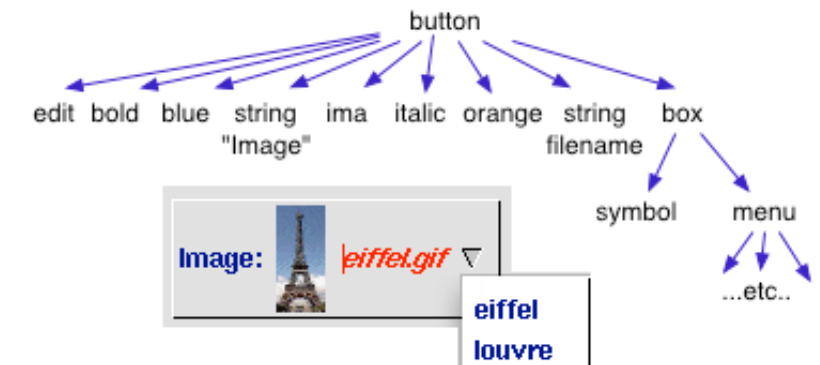 button
edit bold blue string ima italic orange string box
"Image" filename
symbol menu
Image: eiffel.gif
...etc..
eiffel
louvre